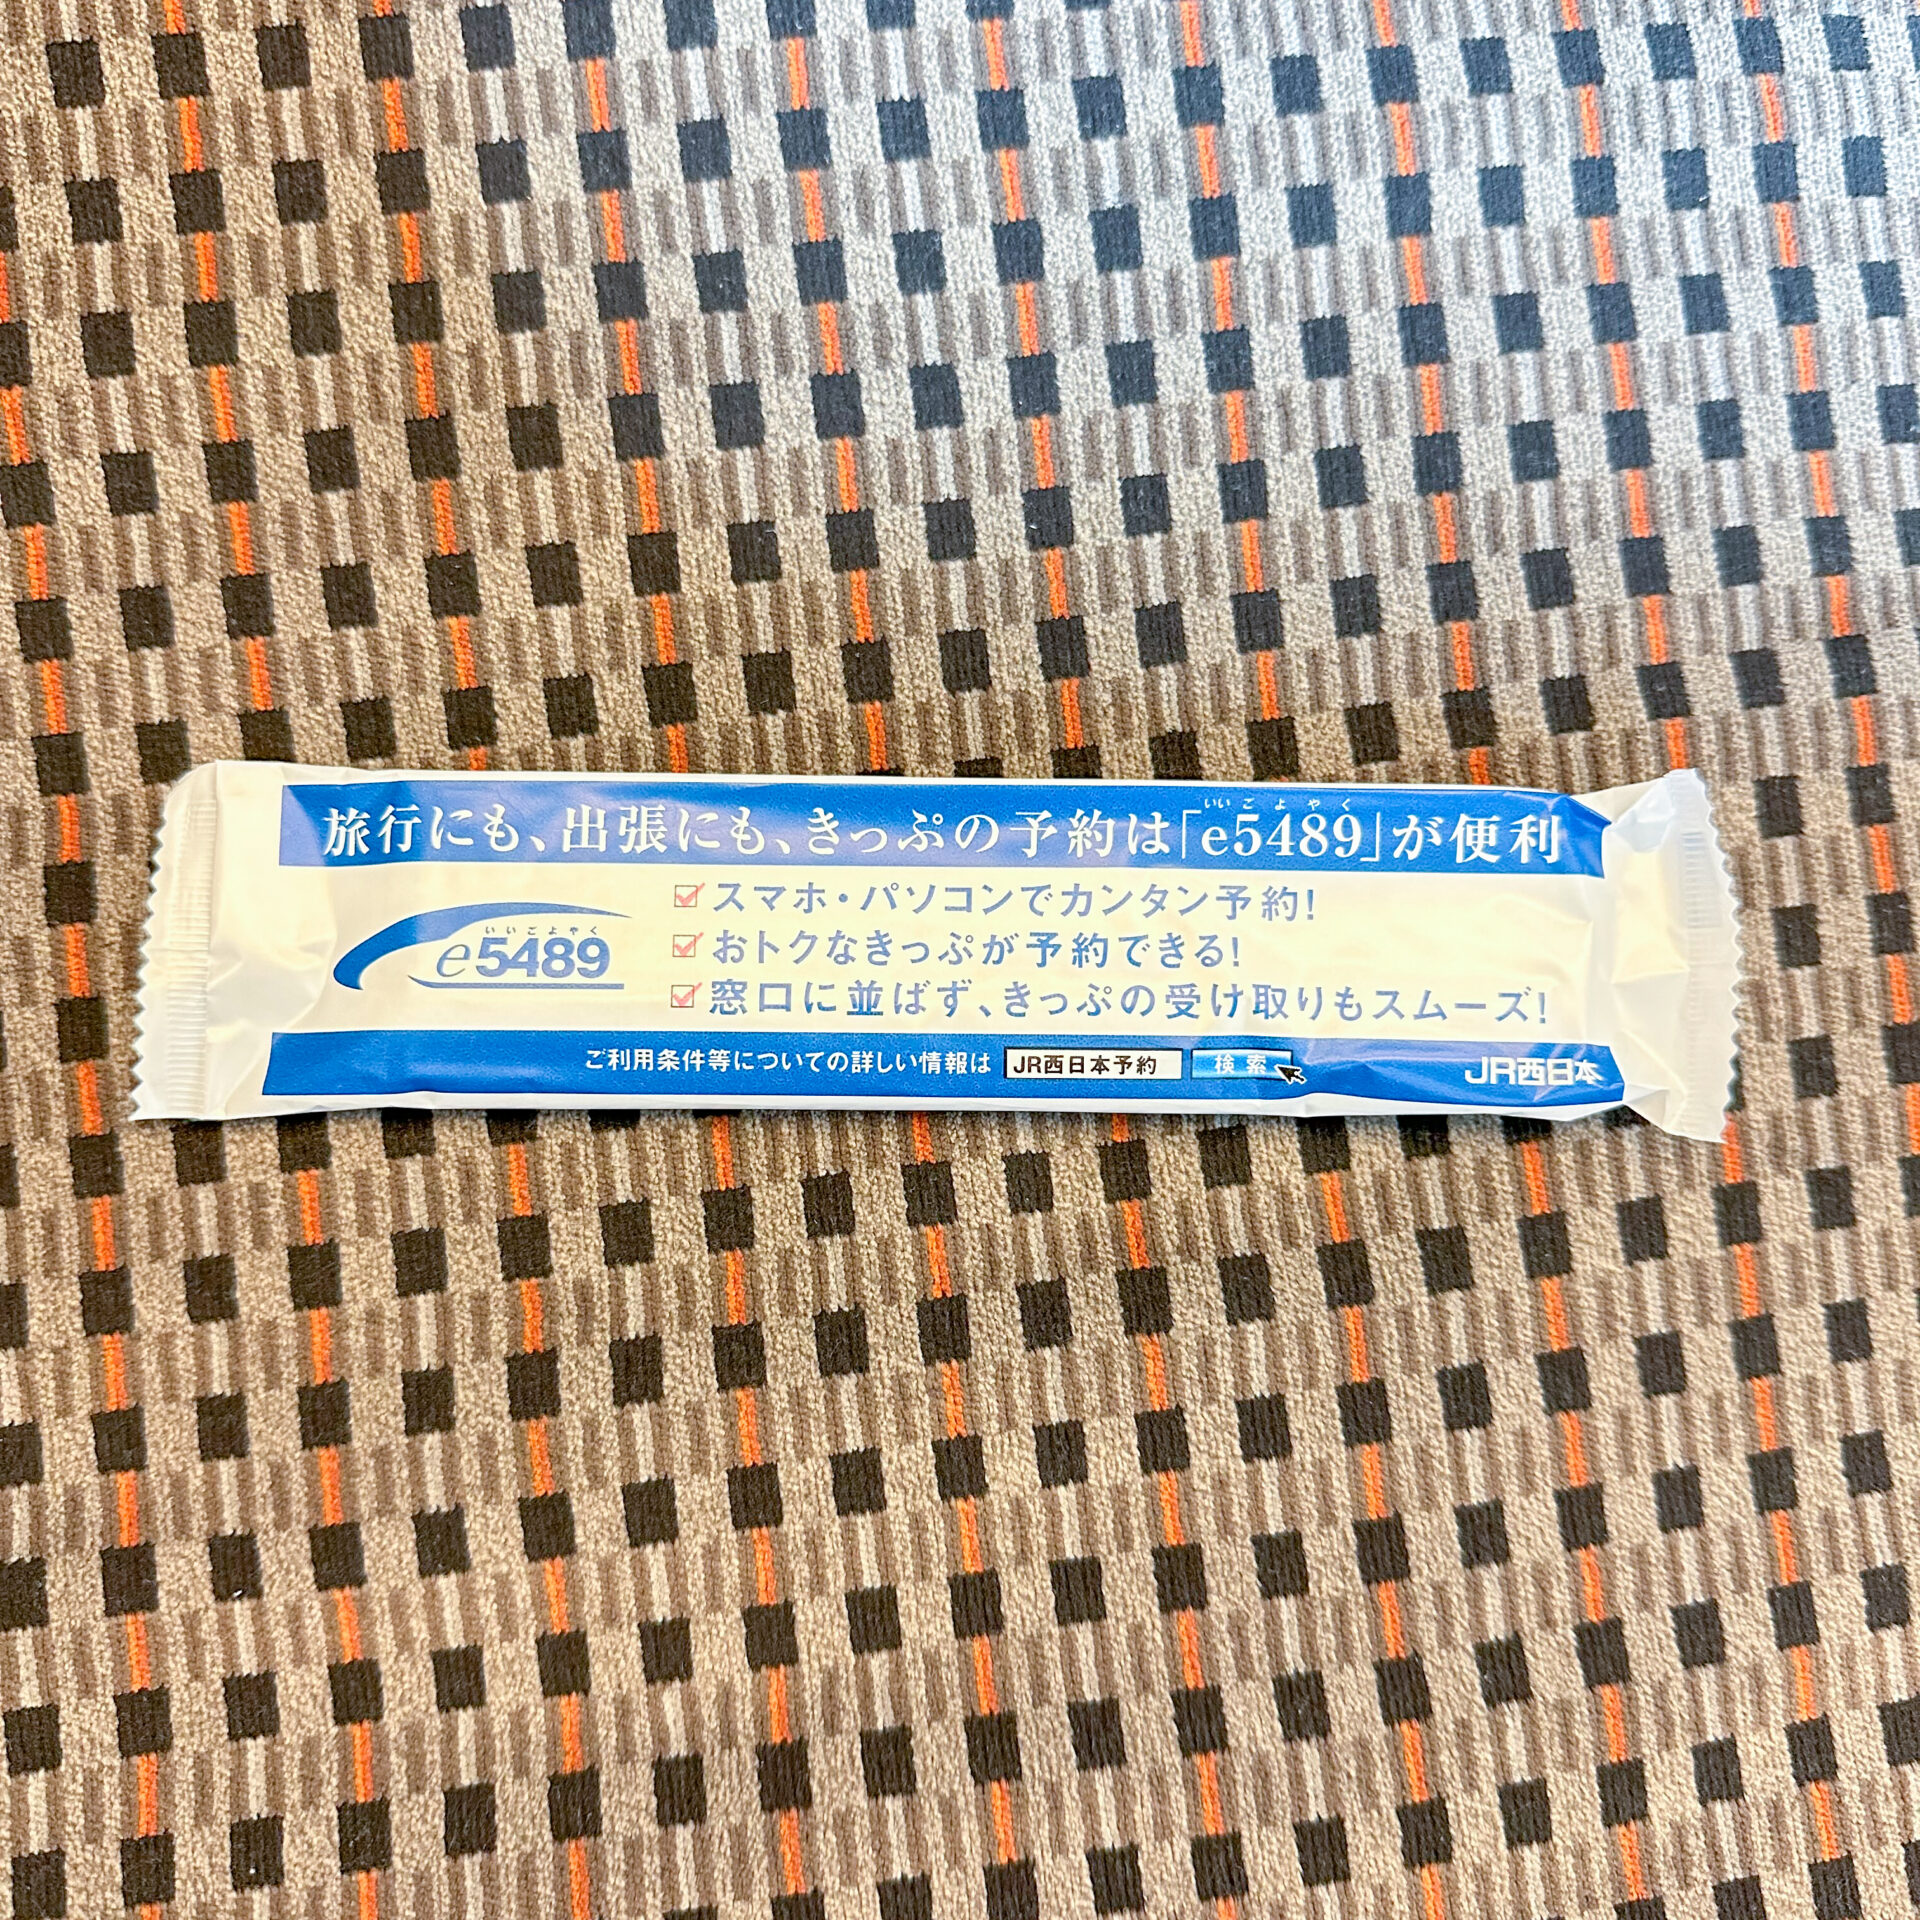 いいごよやく
旅行にも、出張にも、きっぷの予約は「e5489」が便利
いいごよやく
e5489
スマホ・パソコンでカンタン予約!
おトクなきっぷが予約できる!
窓口に並ばず、きっぷの受け取りもスムーズ!
ご利用条件等についての詳しい情報は JR西日本予約 検索
JR西日本